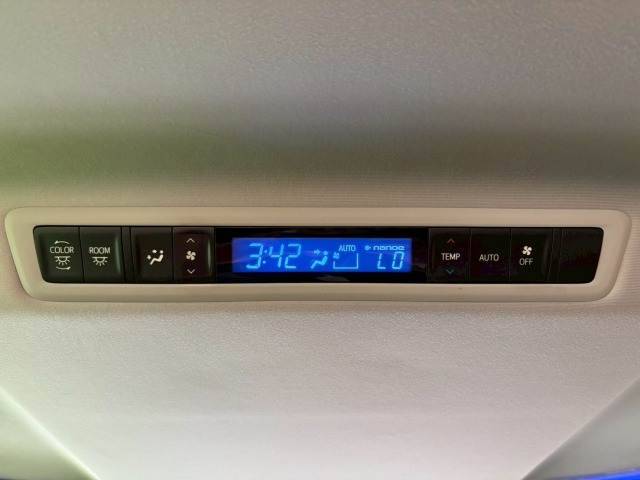 COLOR
ROOM
3:42
AUTO
nanoe
LO
TEMP
AUTO
OFF